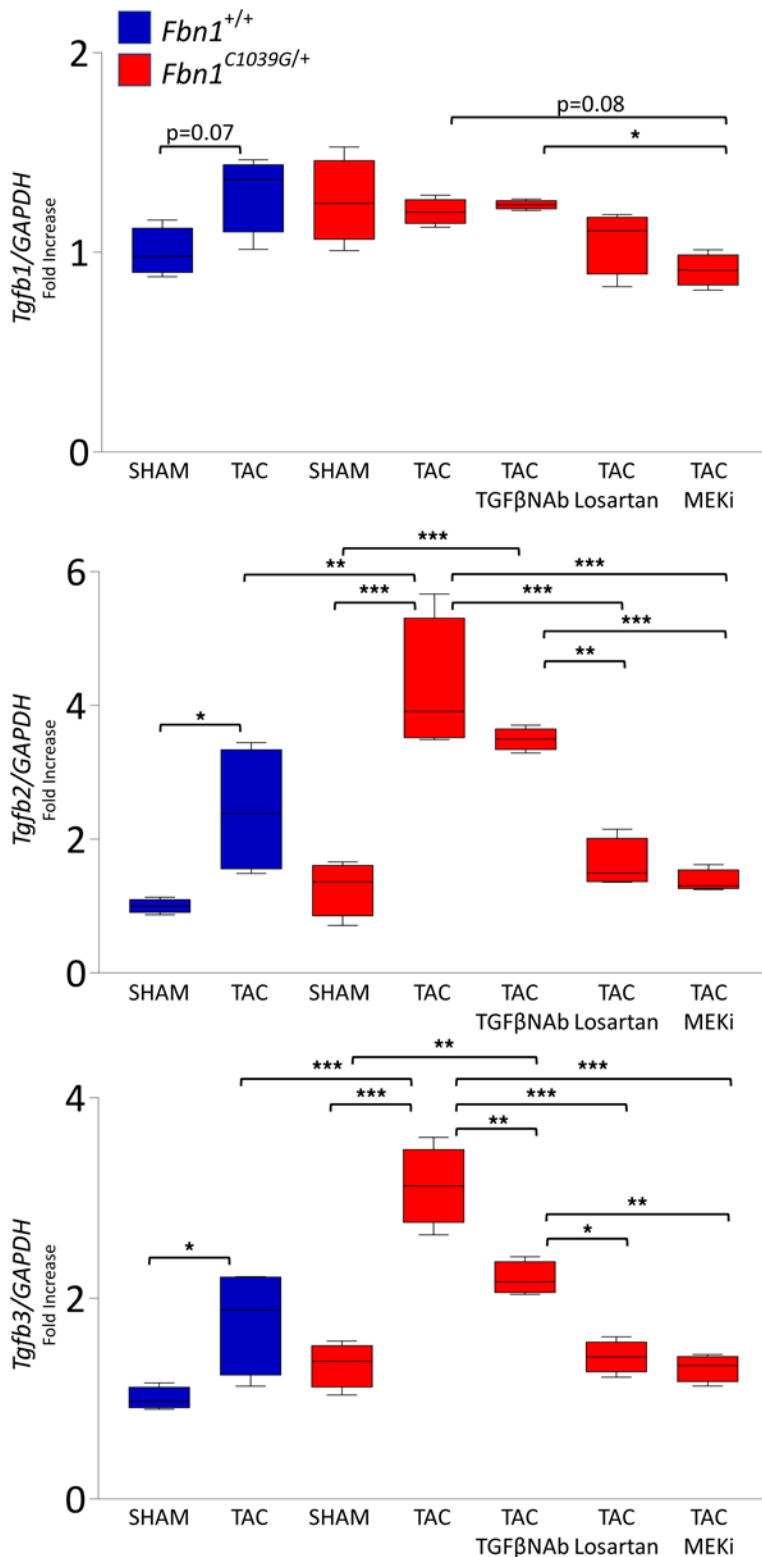 Fbn1+/+
Fbn1C1039G/+
2
p=0.08
p=0.07
*
Tgfb1/GAPDH
Fold Increase
1
0
SHAM TAC SHAM TAC TAC TAC TAC
TGFβNAb Losartan MEKi
***
** ***
6
*** ***
***
**
4
*
Tgfb2/GAPDH
Fold Increase
2
0
SHAM TAC SHAM TAC TAC TAC TAC
TGFβNAb Losartan MEKi
**
*** ***
4
*** ***
**
**
*
*
Tgfb3/GAPDH
Fold Increase
2
0
SHAM TAC SHAM TAC TAC TAC TAC
TGFβNAb Losartan MEKi